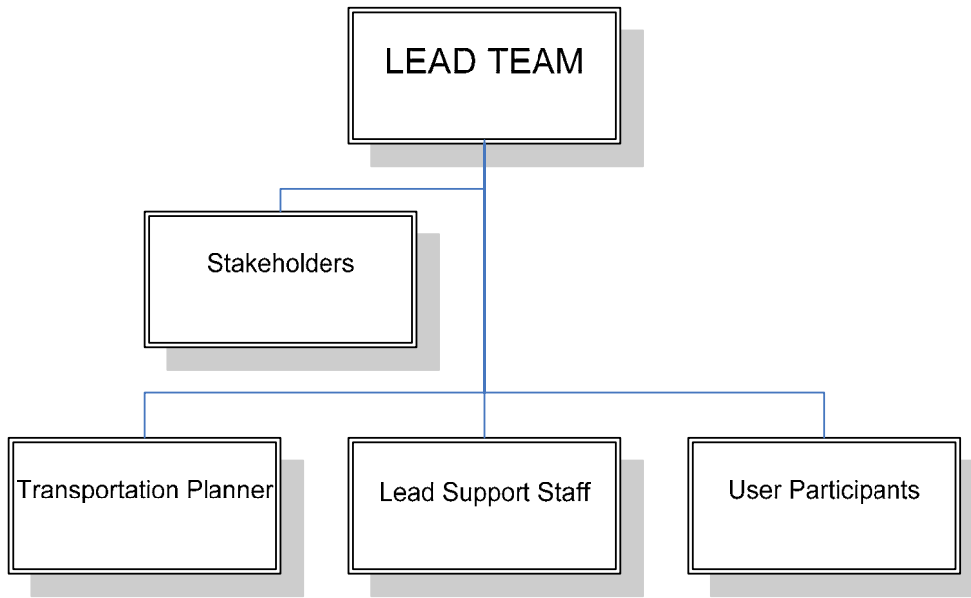 LEAD TEAM
Stakeholders
Transportation Planner
Lead Support Staff
User Participants